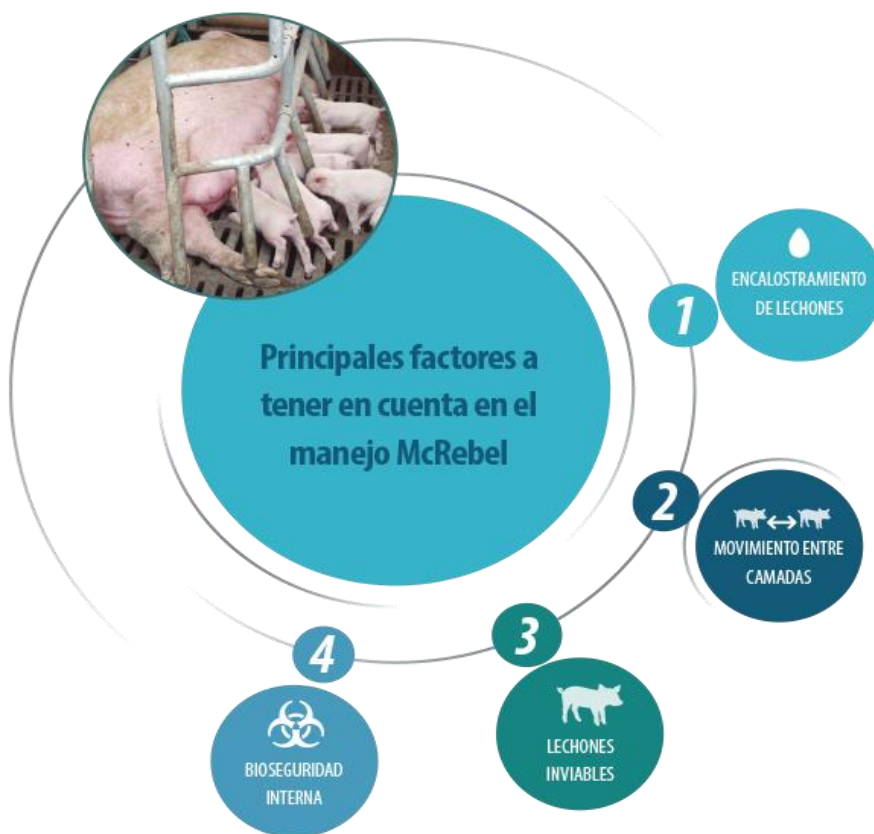 Principales factores a
tener en cuenta en el
manejo McRebel
1
ENCALOSTRAMIENTO
DE LECHONES
2
MOVIMIENTO ENTRE
CAMADAS
3
LECHONES
INVIABLES
4
BIOSEGURIDAD
INTERNA